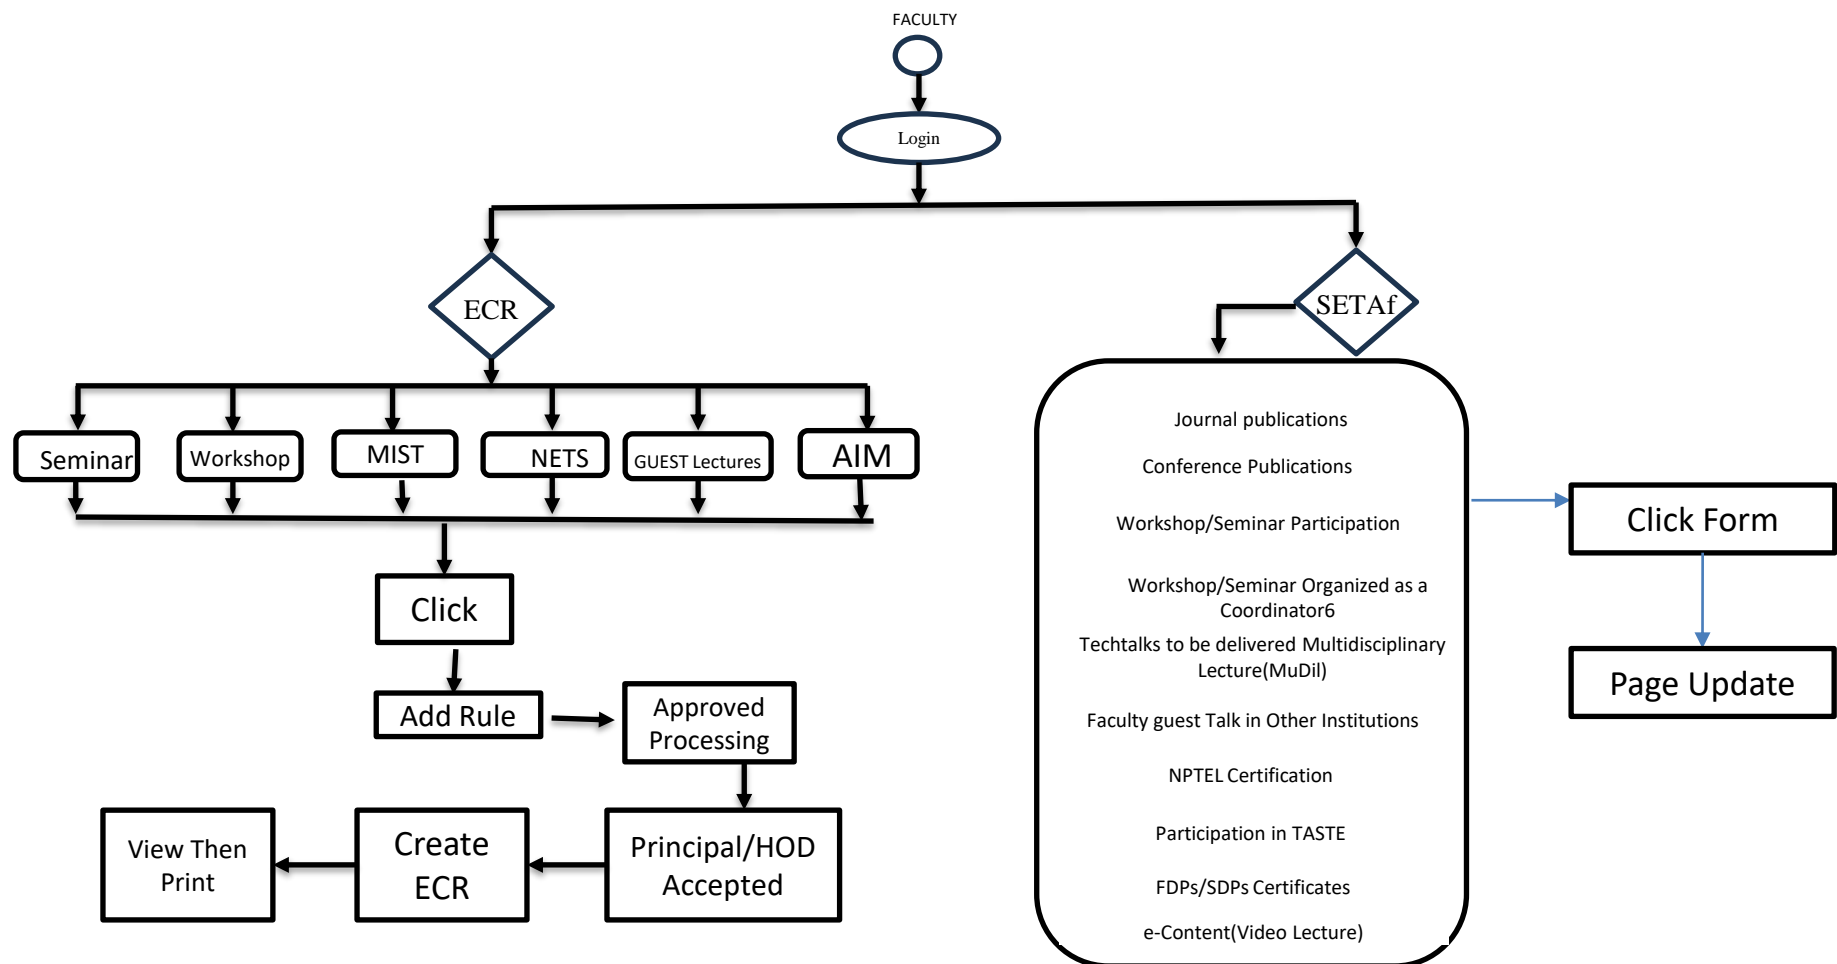 FACULTY
Login
ECR
SETAf
Seminar
Workshop
MIST
NETS
GUEST Lectures
AIM
Click
Add Rule
Approved
Processing
Principal/HOD
Accepted
Create
ECR
View Then
Print
Journal publications
Conference Publications
Workshop/Seminar Participation
Workshop/Seminar Organized as a
Coordinator6
Techtalks to be delivered Multidisciplinary
Lecture(MuDil)
Faculty guest Talk in Other Institutions
NPTEL Certification
Participation in TASTE
FDPs/SDPs Certificates
e-Content(Video Lecture)
Click Form
Page Update